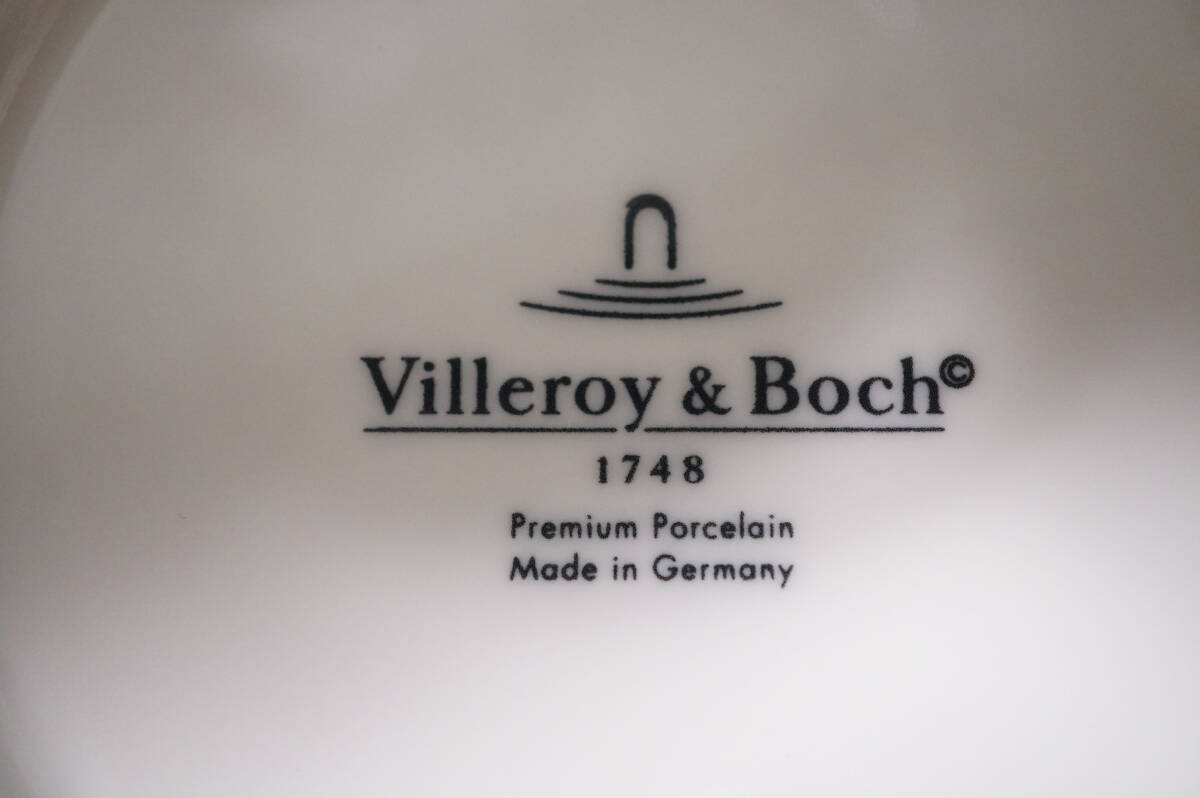 Villeroy & Boch©
1748
Premium Porcelain
Made in Germany